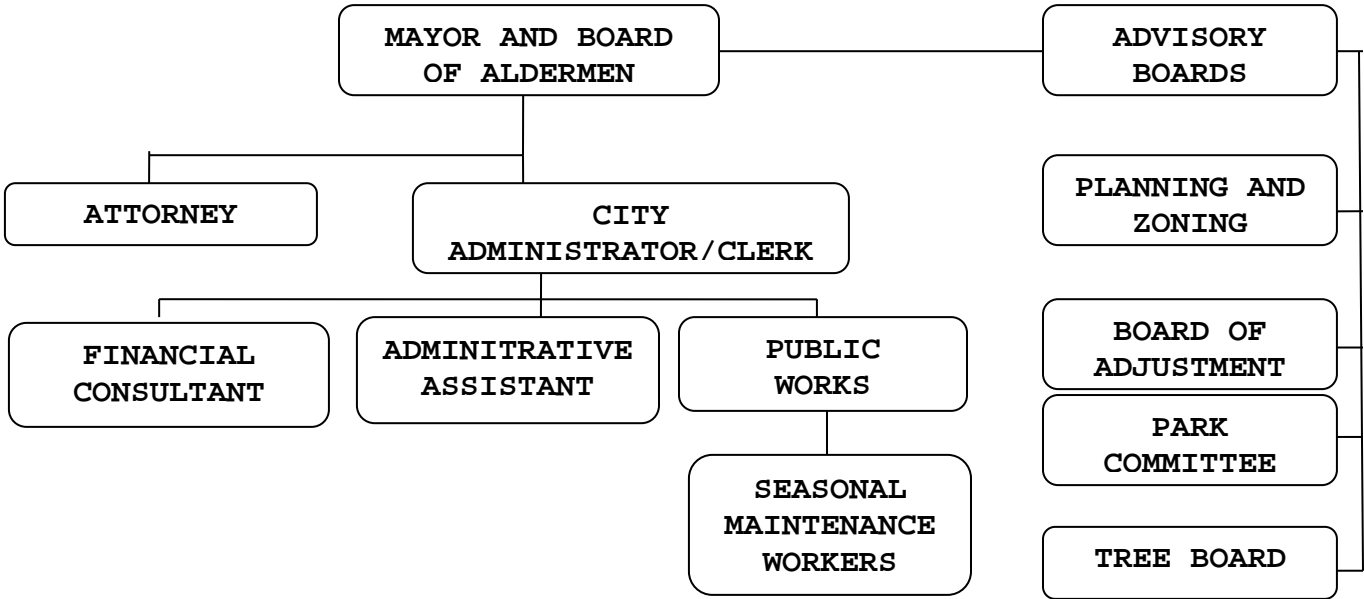 MAYOR AND BOARD
OF ALDERMEN
ADVISORY
BOARDS
ATTORNEY
CITY
ADMINISTRATOR/CLERK
PLANNING AND
ZONING
FINANCIAL
CONSULTANT
ADMINITRATIVE
ASSISTANT
PUBLIC
WORKS
BOARD OF
ADJUSTMENT
PARK
COMMITTEE
SEASONAL
MAINTENANCE
WORKERS
TREE BOARD